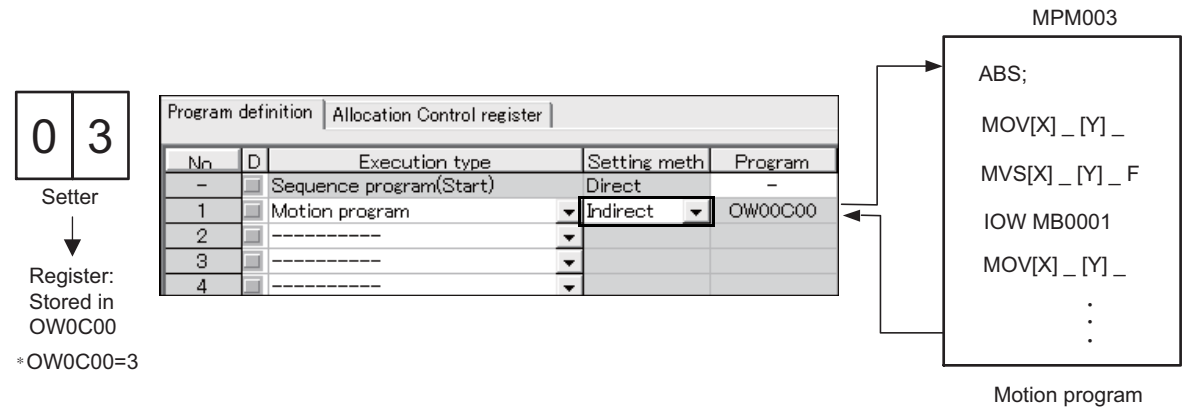 0 3
Setter
Register:
Stored in
OW0C00
*OW0C00=3
Program definition Allocation Control register
No D Execution type Setting meth Program
- Sequence program(Start) Direct -
1 Motion program Indirect OW00C00
2 ----------
3 ----------
4 ----------
MPM003
ABS;
MOV[X] _ [Y] _
MVS[X] _ [Y] _ F
IOW MB0001
MOV[X] _ [Y] _
.
.
.
Motion program